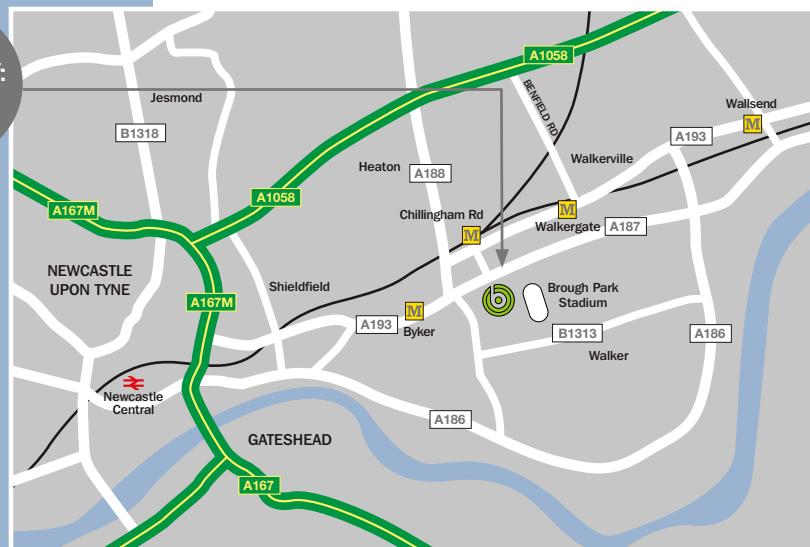 :
A1058
Jesmond
BENFIELD RD
Wallsend
M
B1318
A193
Heaton
A188
Walkerville
A1058
A167M
Chillingham Rd
M
M
Walkergate
A187
NEWCASTLE
UPON TYNE
Shieldfield
A167M
Brough Park
Stadium
M
A193
Byker
B1313
A186
Walker
Newcastle
Central
A186
GATESHEAD
A167